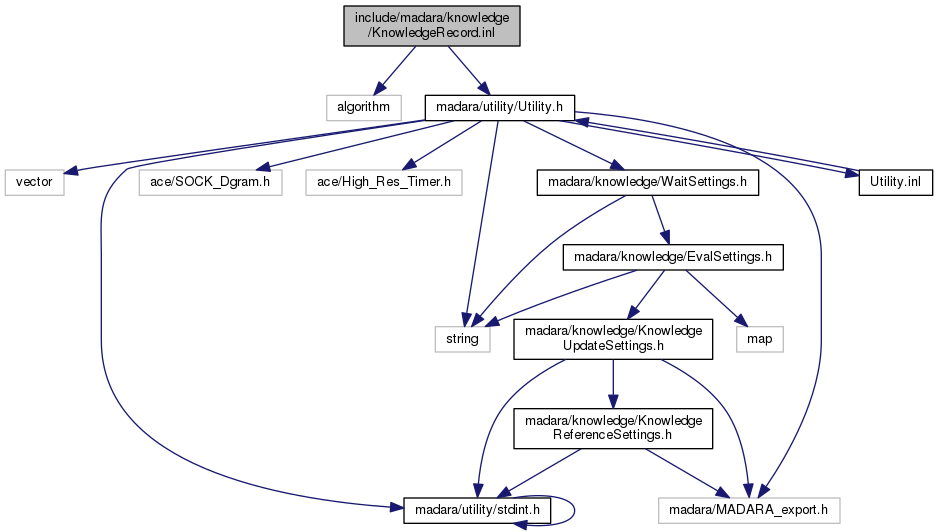 include/madara/knowledge
/KnowledgeRecord.inl
algorithm
madara/utility/Utility.h
vector
ace/SOCK_Dgram.h
ace/High_Res_Timer.h
madara/knowledge/WaitSettings.h
Utility.inl
madara/knowledge/EvalSettings.h
string
madara/knowledge/Knowledge
UpdateSettings.h
map
madara/knowledge/Knowledge
ReferenceSettings.h
madara/utility/stdint.h
madara/MADARA_export.h